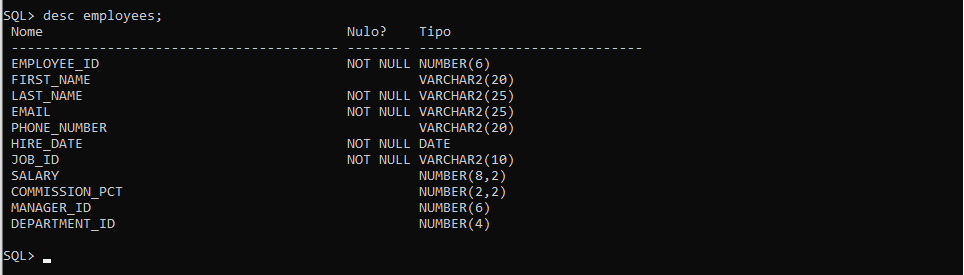 SQL> desc employees;
 Nome                                      Nulo?    Tipo
 ----------------------------------------- -------- ----------------------------
 EMPLOYEE_ID                               NOT NULL NUMBER(6)
 FIRST_NAME                                         VARCHAR2(20)
 LAST_NAME                                 NOT NULL VARCHAR2(25)
 EMAIL                                     NOT NULL VARCHAR2(25)
 PHONE_NUMBER                                       VARCHAR2(20)
 HIRE_DATE                                 NOT NULL DATE
 JOB_ID                                    NOT NULL VARCHAR2(10)
 SALARY                                             NUMBER(8,2)
 COMMISSION_PCT                                     NUMBER(2,2)
 MANAGER_ID                                         NUMBER(6)
 DEPARTMENT_ID                                      NUMBER(4)
SQL>